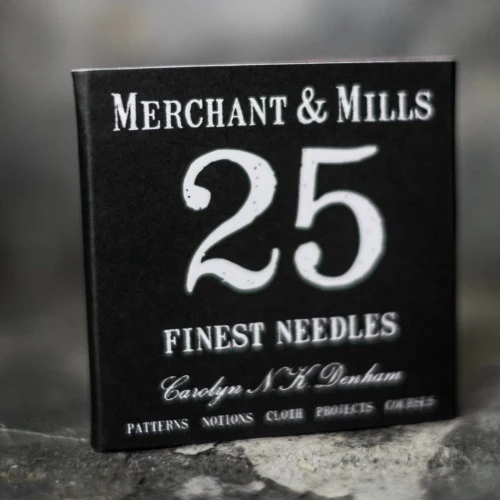 MERCHANT & MILLS
25
FINEST NEEDLES
Carolyn N K Denham
PATTERNS NOTIONS CLOTH PROJECTS COURSES